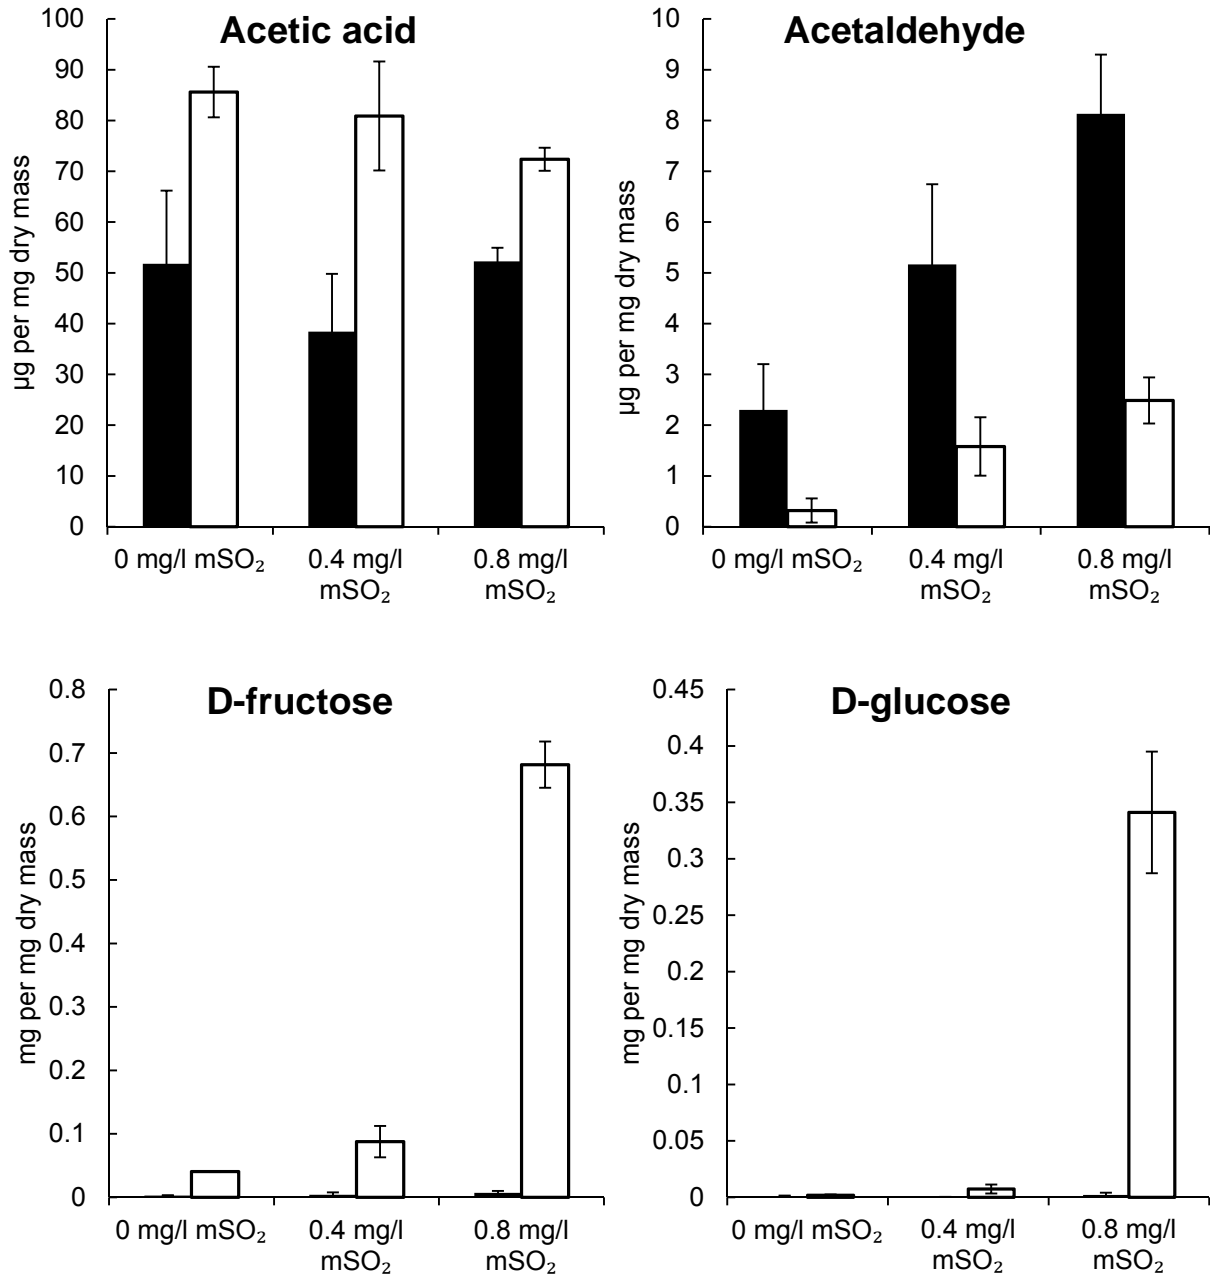 Acetic acid
µg per mg dry mass
100
90
80
70
60
50
40
30
20
10
0
0 mg/l mSO₂
0.4 mg/l
mSO₂
0.8 mg/l
mSO₂
Acetaldehyde
µg per mg dry mass
10
9
8
7
6
5
4
3
2
1
0
0 mg/l mSO₂
0.4 mg/l
mSO₂
0.8 mg/l
mSO₂
D-fructose
mg per mg dry mass
0.8
0.7
0.6
0.5
0.4
0.3
0.2
0.1
0
0 mg/l mSO₂
0.4 mg/l
mSO₂
0.8 mg/l
mSO₂
D-glucose
mg per mg dry mass
0.45
0.4
0.35
0.3
0.25
0.2
0.15
0.1
0.05
0
0 mg/l mSO₂
0.4 mg/l
mSO₂
0.8 mg/l
mSO₂